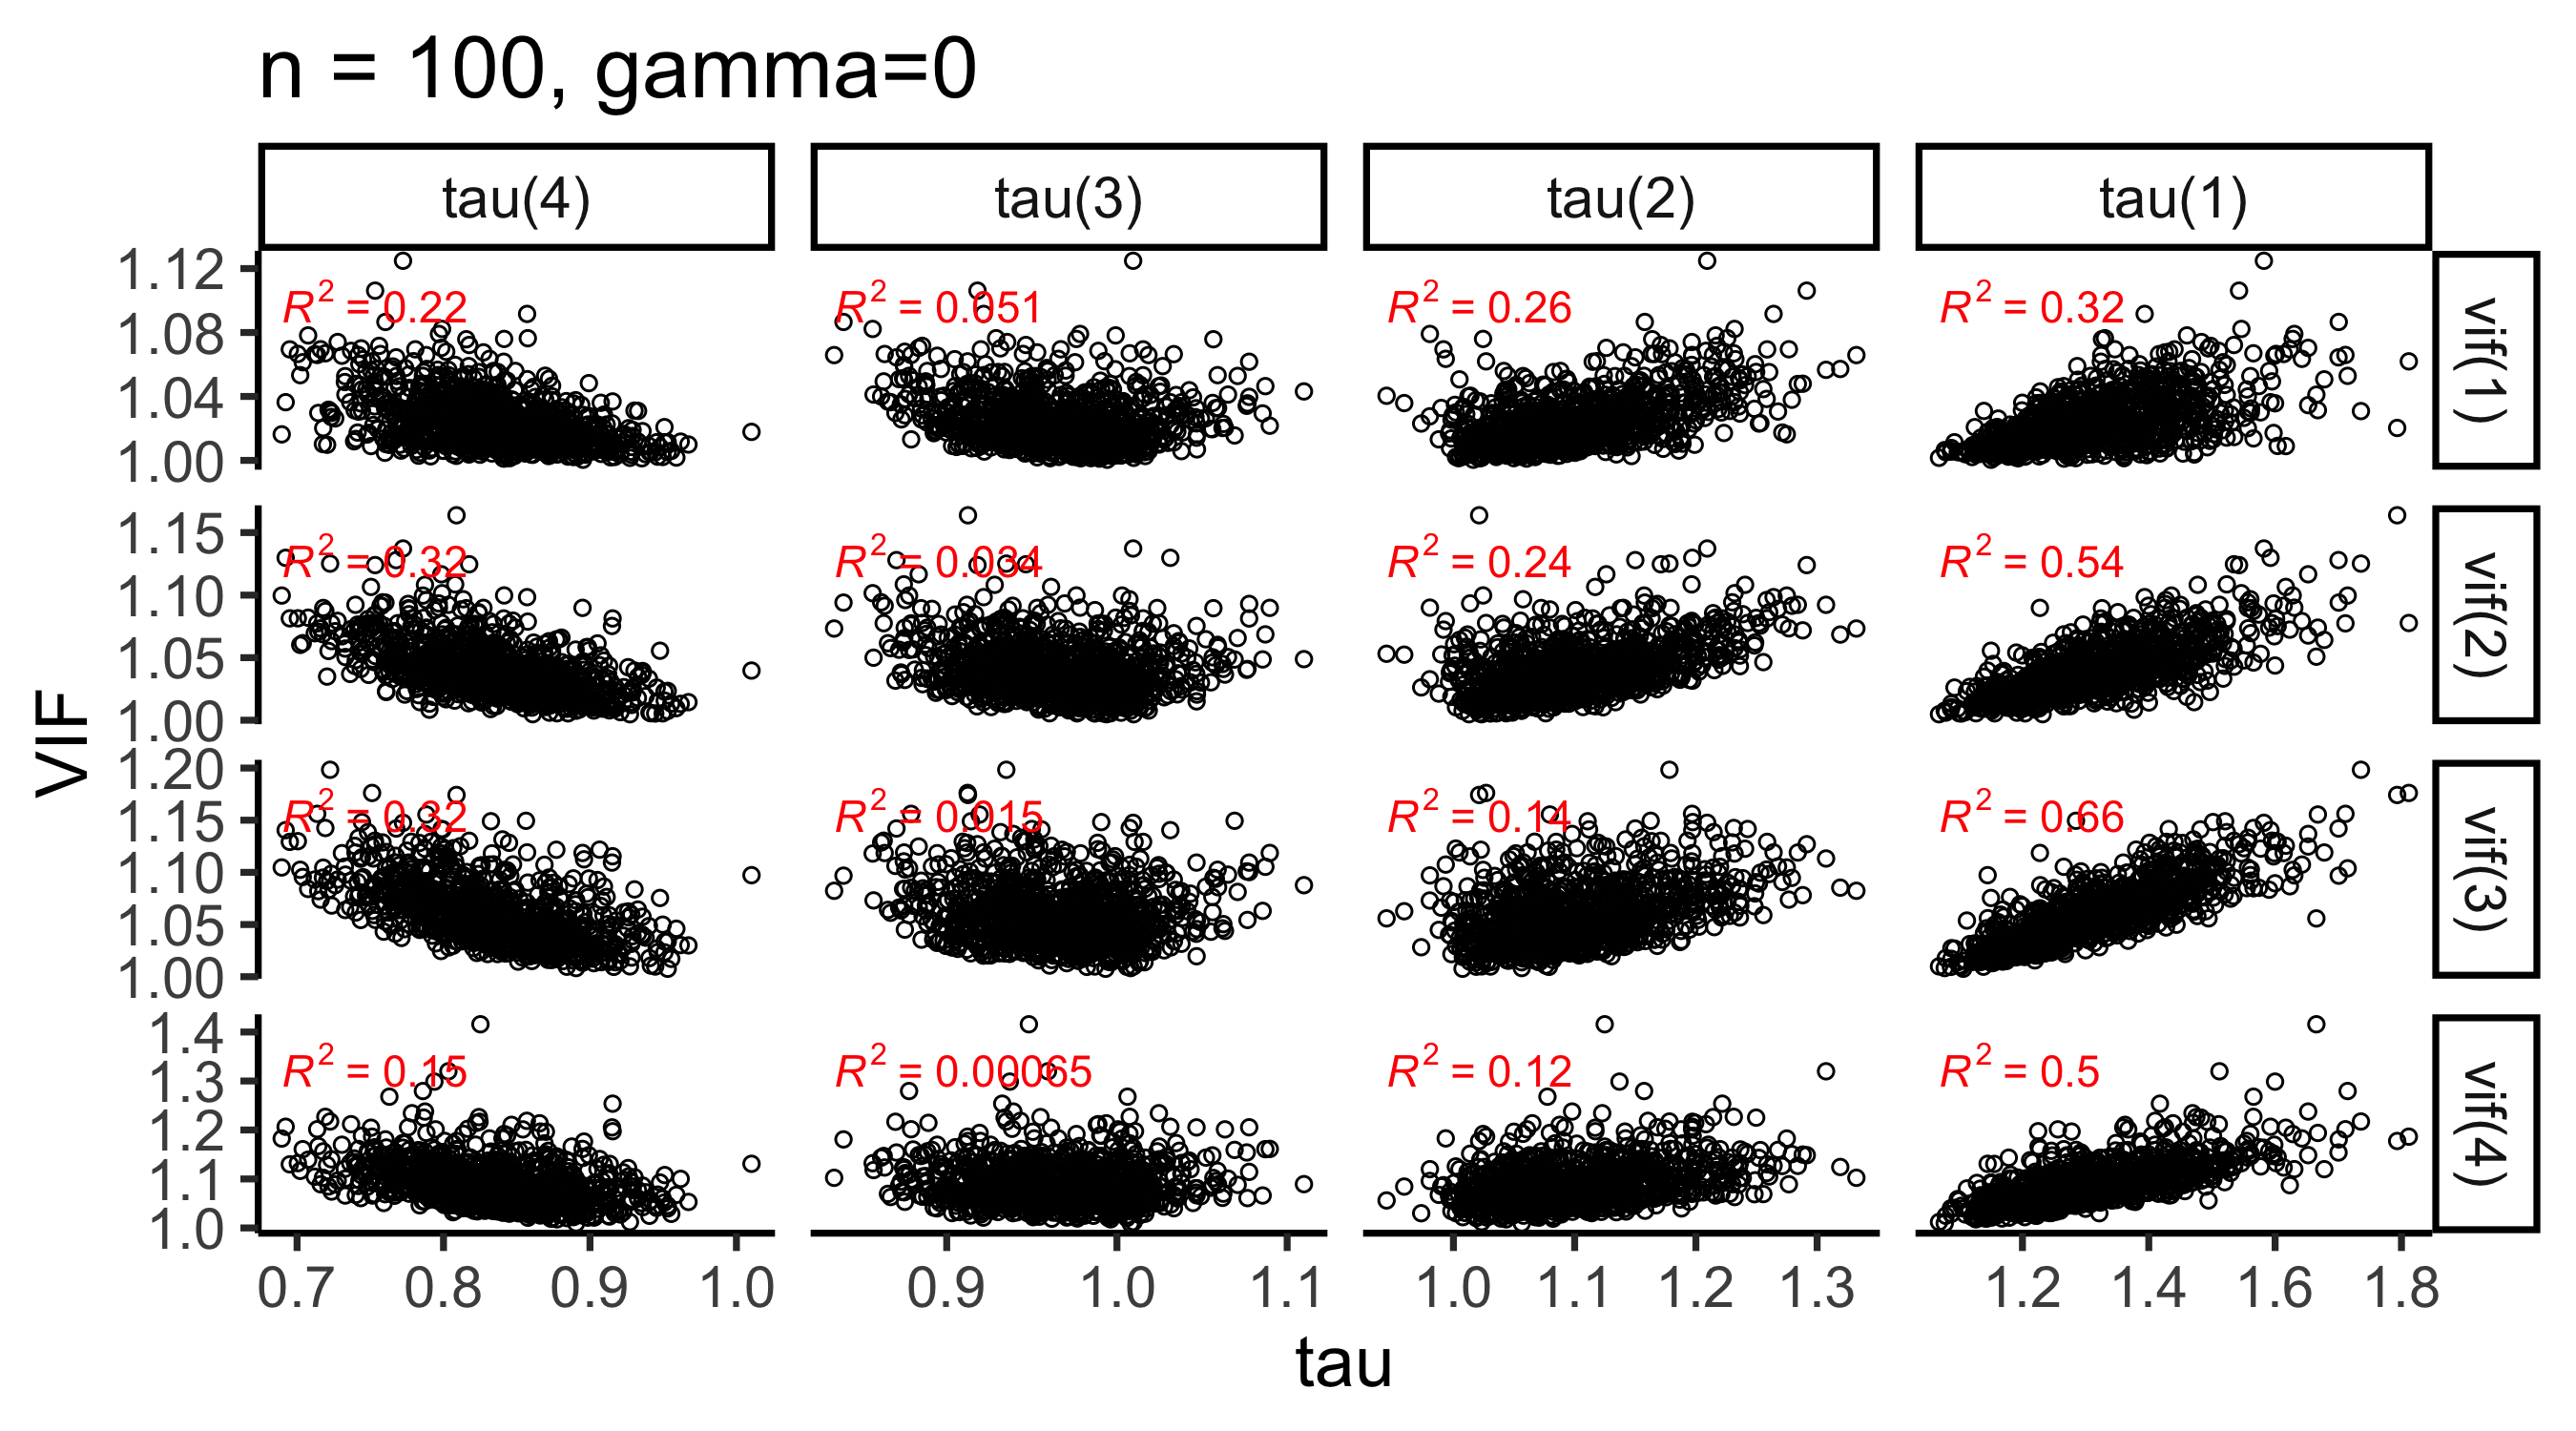 n = 100, gamma=0
tau(4) tau(3) tau(2) tau(1)
1.12
1.08
1.04
1.00
R² = 0.22 R² = 0.051 R² = 0.26 R² = 0.32
vif(1)
1.15
1.10
1.05
1.00
R² = 0.32 R² = 0.034 R² = 0.24 R² = 0.54
vif(2)
VIF
1.20
1.15
1.10
1.05
1.00
R² = 0.32 R² = 0.015 R² = 0.14 R² = 0.66
vif(3)
1.4
1.3
1.2
1.1
1.0
R² = 0.15 R² = 0.00065 R² = 0.12 R² = 0.5
vif(4)
0.7 0.8 0.9 1.0 0.9 1.0 1.1 1.0 1.1 1.2 1.3 1.2 1.4 1.6 1.8
tau